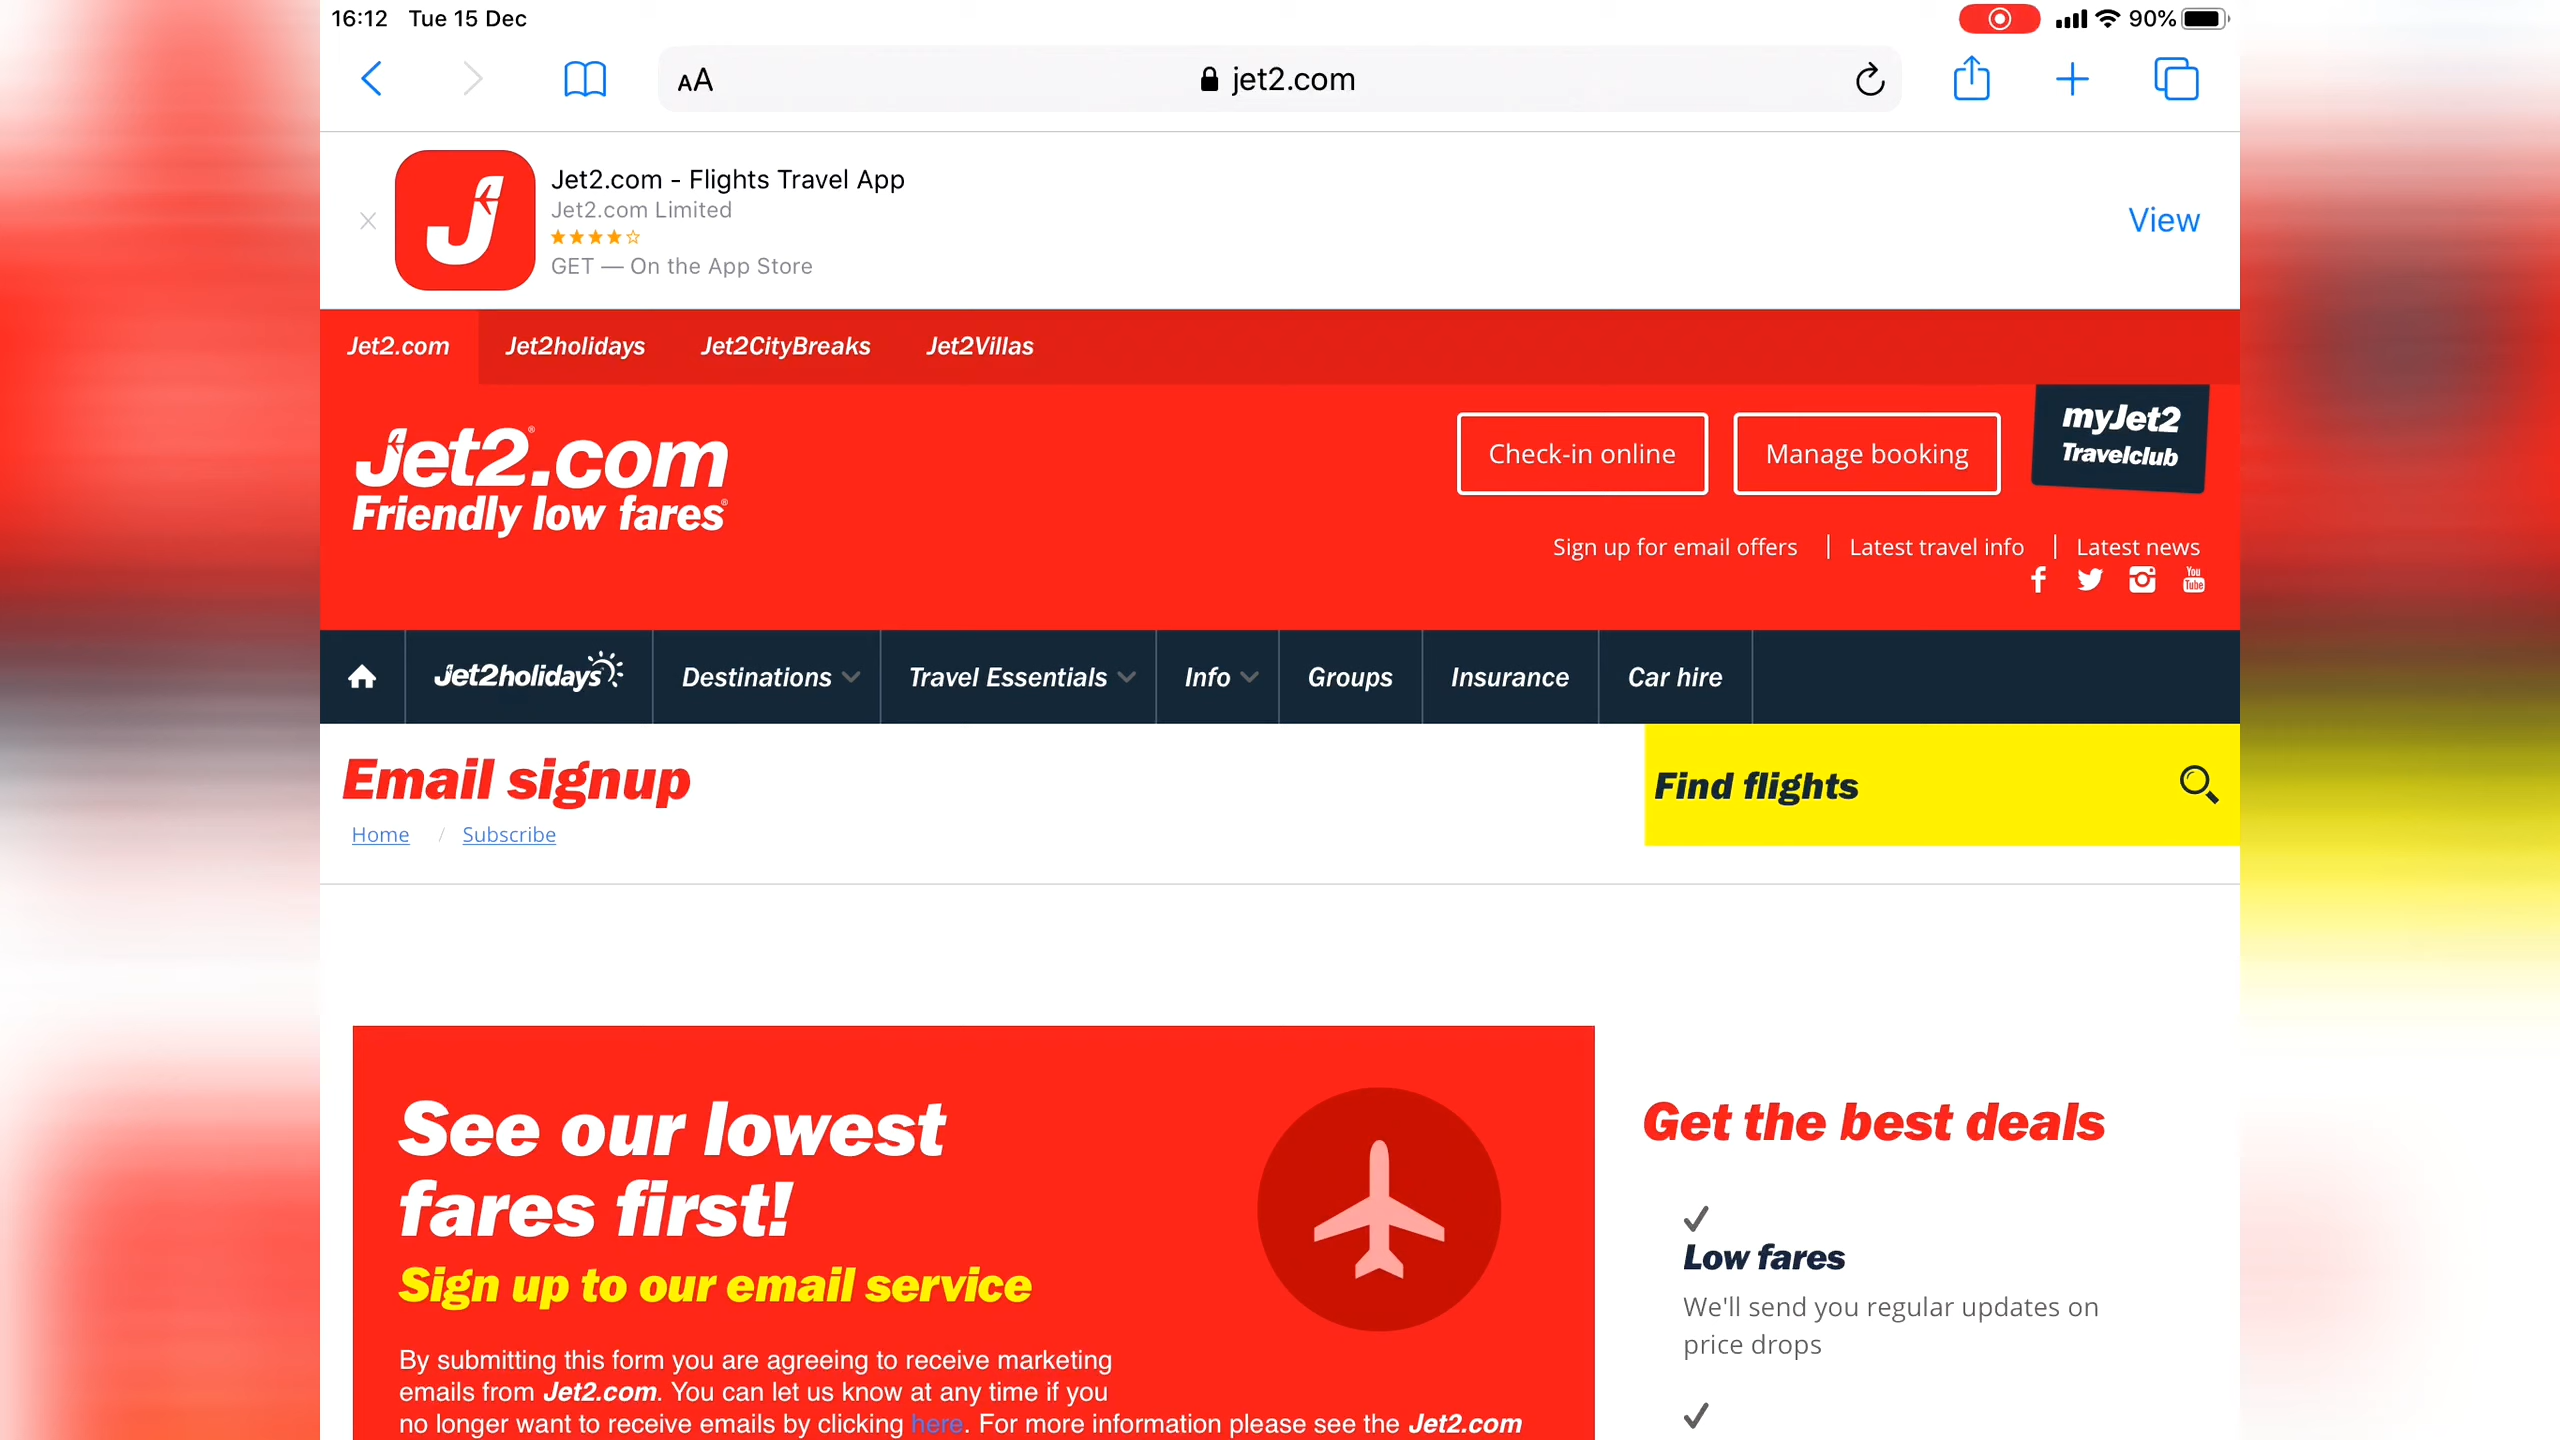 16:12 Tue 15 Dec
90%
AA jet2.com
Jet2.com - Flights Travel App
Jet2.com Limited
GET — On the App Store
View
Jet2.com Jet2holidays Jet2CityBreaks Jet2Villas
Jet2.com
Friendly low fares
Check-in online Manage booking
myJet2
Travelclub
Sign up for email offers | Latest travel info | Latest news
You
Tube
Jet2holidays Destinations Travel Essentials Info Groups Insurance Car hire
Email signup
Find flights
Home / Subscribe
See our lowest
fares first!
Sign up to our email service
By submitting this form you are agreeing to receive marketing
emails from Jet2.com. You can let us know at any time if you
no longer want to receive emails by clicking here. For more information please see the Jet2.com
Get the best deals
Low fares
We'll send you regular updates on
price drops